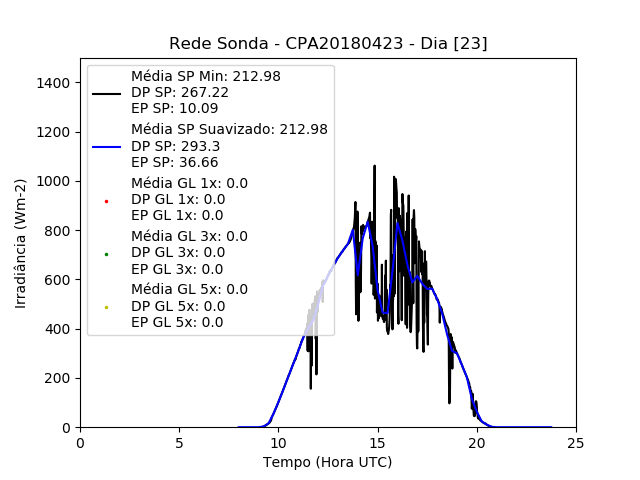 Rede Sonda - CPA20180423 - Dia [23]
Média SP Min: 212.98
DP SP: 267.22
EP SP: 10.09
Média SP Suavizado: 212.98
DP SP: 293.3
EP SP: 36.66
Média GL 1x: 0.0
DP GL 1x: 0.0
EP GL 1x: 0.0
Média GL 3x: 0.0
DP GL 3x: 0.0
EP GL 3x: 0.0
Média GL 5x: 0.0
DP GL 5x: 0.0
EP GL 5x: 0.0
Irradiância (Wm-2)
1400
1200
1000
800
600
400
200
0
0 5 10 15 20 25
Tempo (Hora UTC)